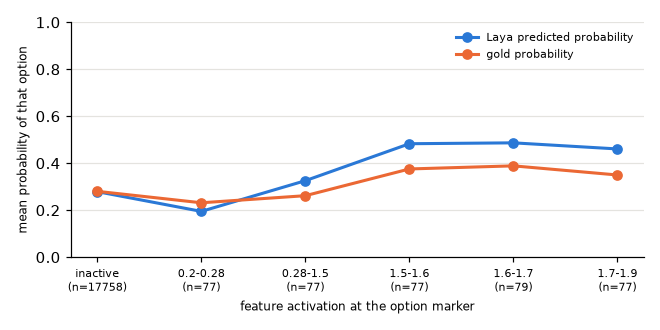 1.0
0.8
0.6
0.4
0.2
0.0
mean probability of that option
Laya predicted probability
gold probability
inactive (n=17758)
0.2-0.28 (n=77)
0.28-1.5 (n=77)
1.5-1.6 (n=77)
1.6-1.7 (n=79)
1.7-1.9 (n=77)
feature activation at the option marker